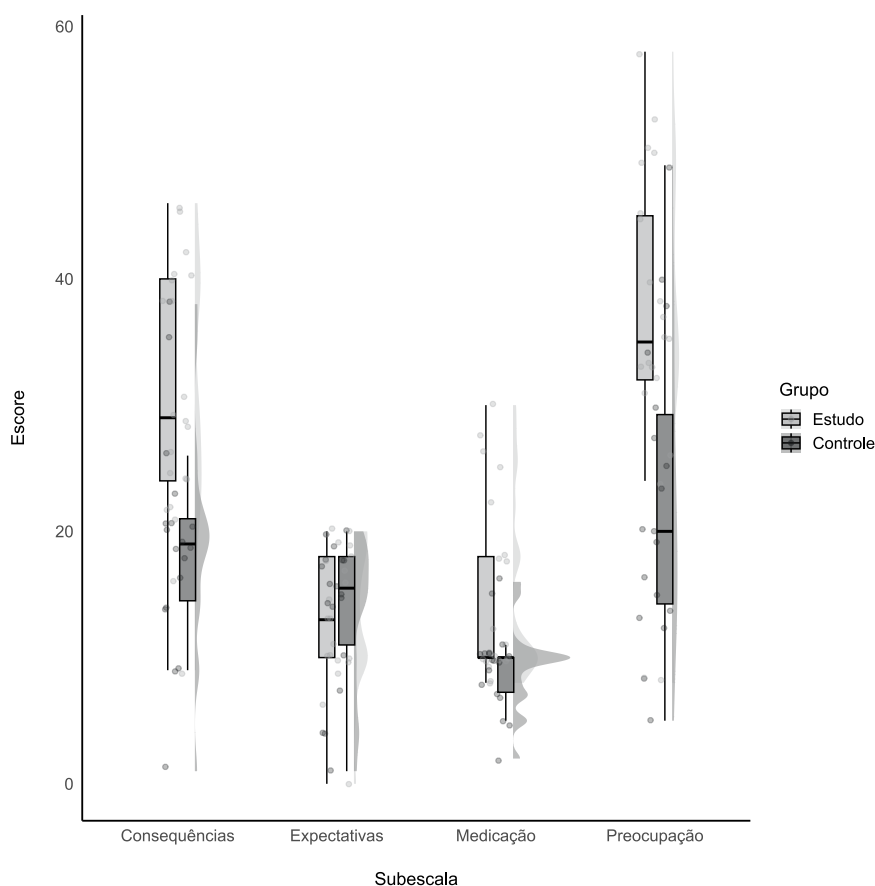 60
40
20
0
Escore
Consequências
Expectativas
Medicação
Preocupação
Subescala
Grupo
Estudo
Controle